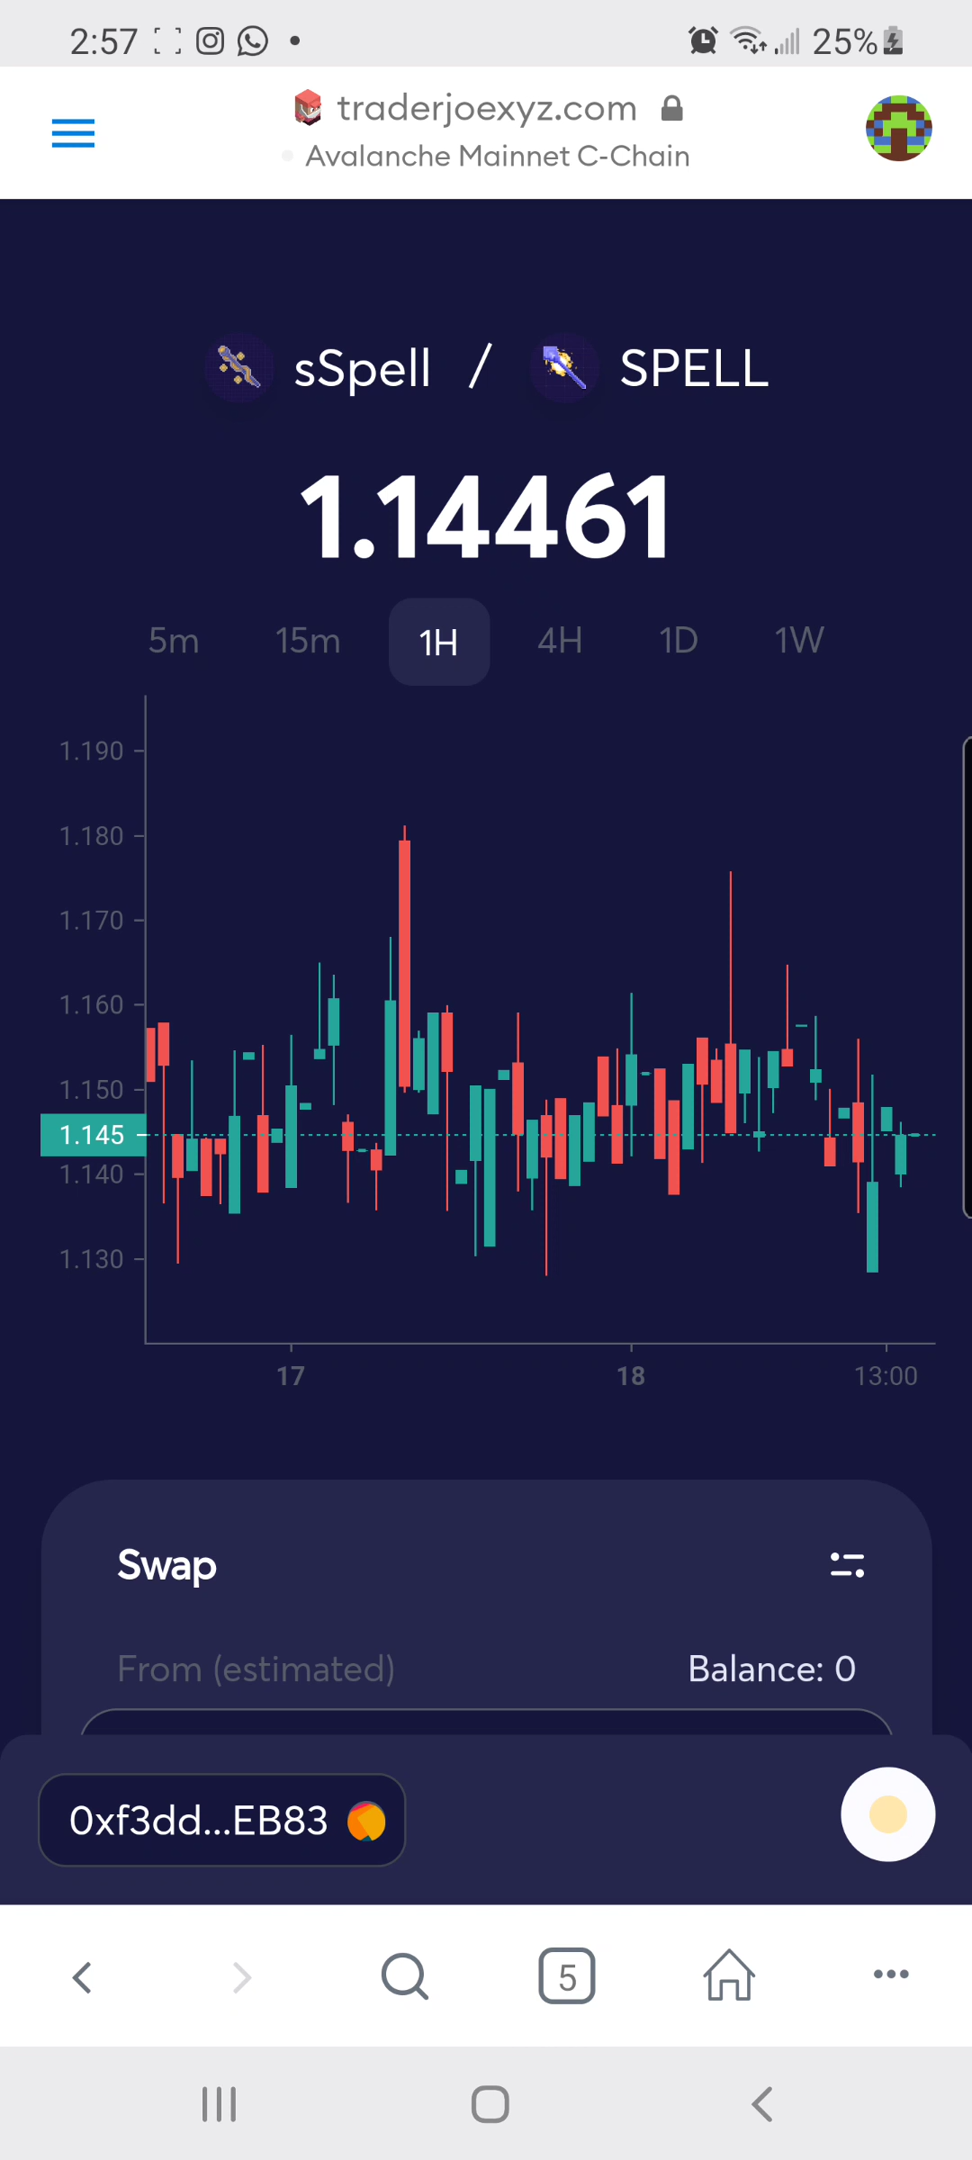 2:57
25%
traderjoexyz.com
Avalanche Mainnet C-Chain
sSpell / SPELL
1.14461
5m 15m 1H 4H 1D 1W
1.190
1.180
1.170
1.160
1.150
1.145
1.140
1.130
17 18 13:00
Swap
From (estimated) Balance: 0
0xf3dd...EB83
5